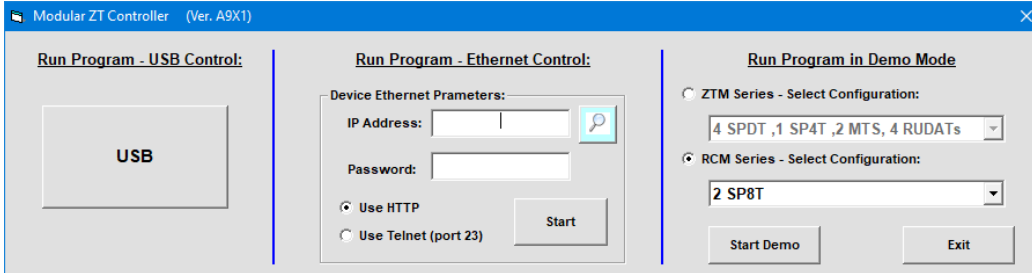 Modular ZT Controller (Ver. A9X1)
Run Program - USB Control:
USB
Run Program - Ethernet Control:
Device Ethernet Prameters:
IP Address:
Password:
Use HTTP
Use Telnet (port 23)
Start
Run Program in Demo Mode
ZTM Series - Select Configuration:
4 SPDT ,1 SP4T ,2 MTS, 4 RUDATs
RCM Series - Select Configuration:
2 SP8T
Start Demo
Exit